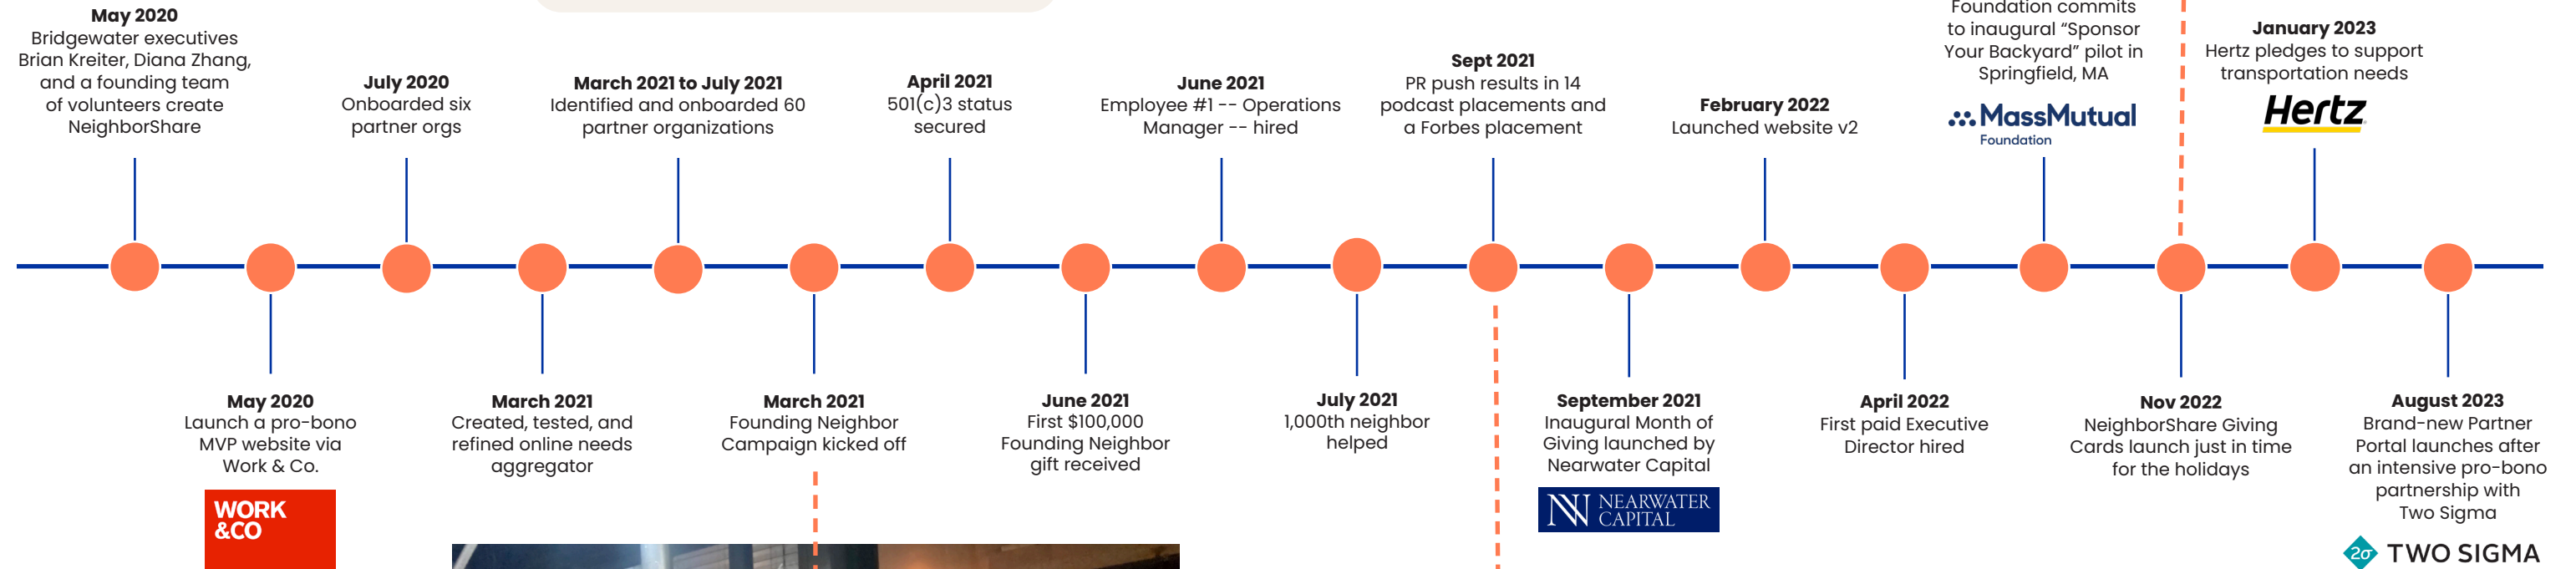 May 2020
Bridgewater executives
Brian Kreiter, Diana Zhang,
and a founding team
of volunteers create
NeighborShare
May 2020
Launch a pro-bono
MVP website via
Work & Co.
WORK
&CO
July 2020
Onboarded six
partner orgs
March 2021
Created, tested, and
refined online needs
aggregator
March 2021 to July 2021
Identified and onboarded 60
partner organizations
March 2021
Founding Neighbor
Campaign kicked off
April 2021
501(c)3 status
secured
June 2021
First $100,000
Founding Neighbor
gift received
June 2021
Employee #1 -- Operations
Manager -- hired
July 2021
1,000th neighbor
helped
Sept 2021
PR push results in 14
podcast placements and
a Forbes placement
September 2021
Inaugural Month of
Giving launched by
Nearwater Capital
NEARWATER
CAPITAL
February 2022
Launched website v2
April 2022
First paid Executive
Director hired
Foundation commits
to inaugural “Sponsor
Your Backyard” pilot in
Springfield, MA
MassMutual
Foundation
Nov 2022
NeighborShare Giving
Cards launch just in time
for the holidays
January 2023
Hertz pledges to support
transportation needs
Hertz
August 2023
Brand-new Partner
Portal launches after
an intensive pro-bono
partnership with
Two Sigma
2σ TWO SIGMA